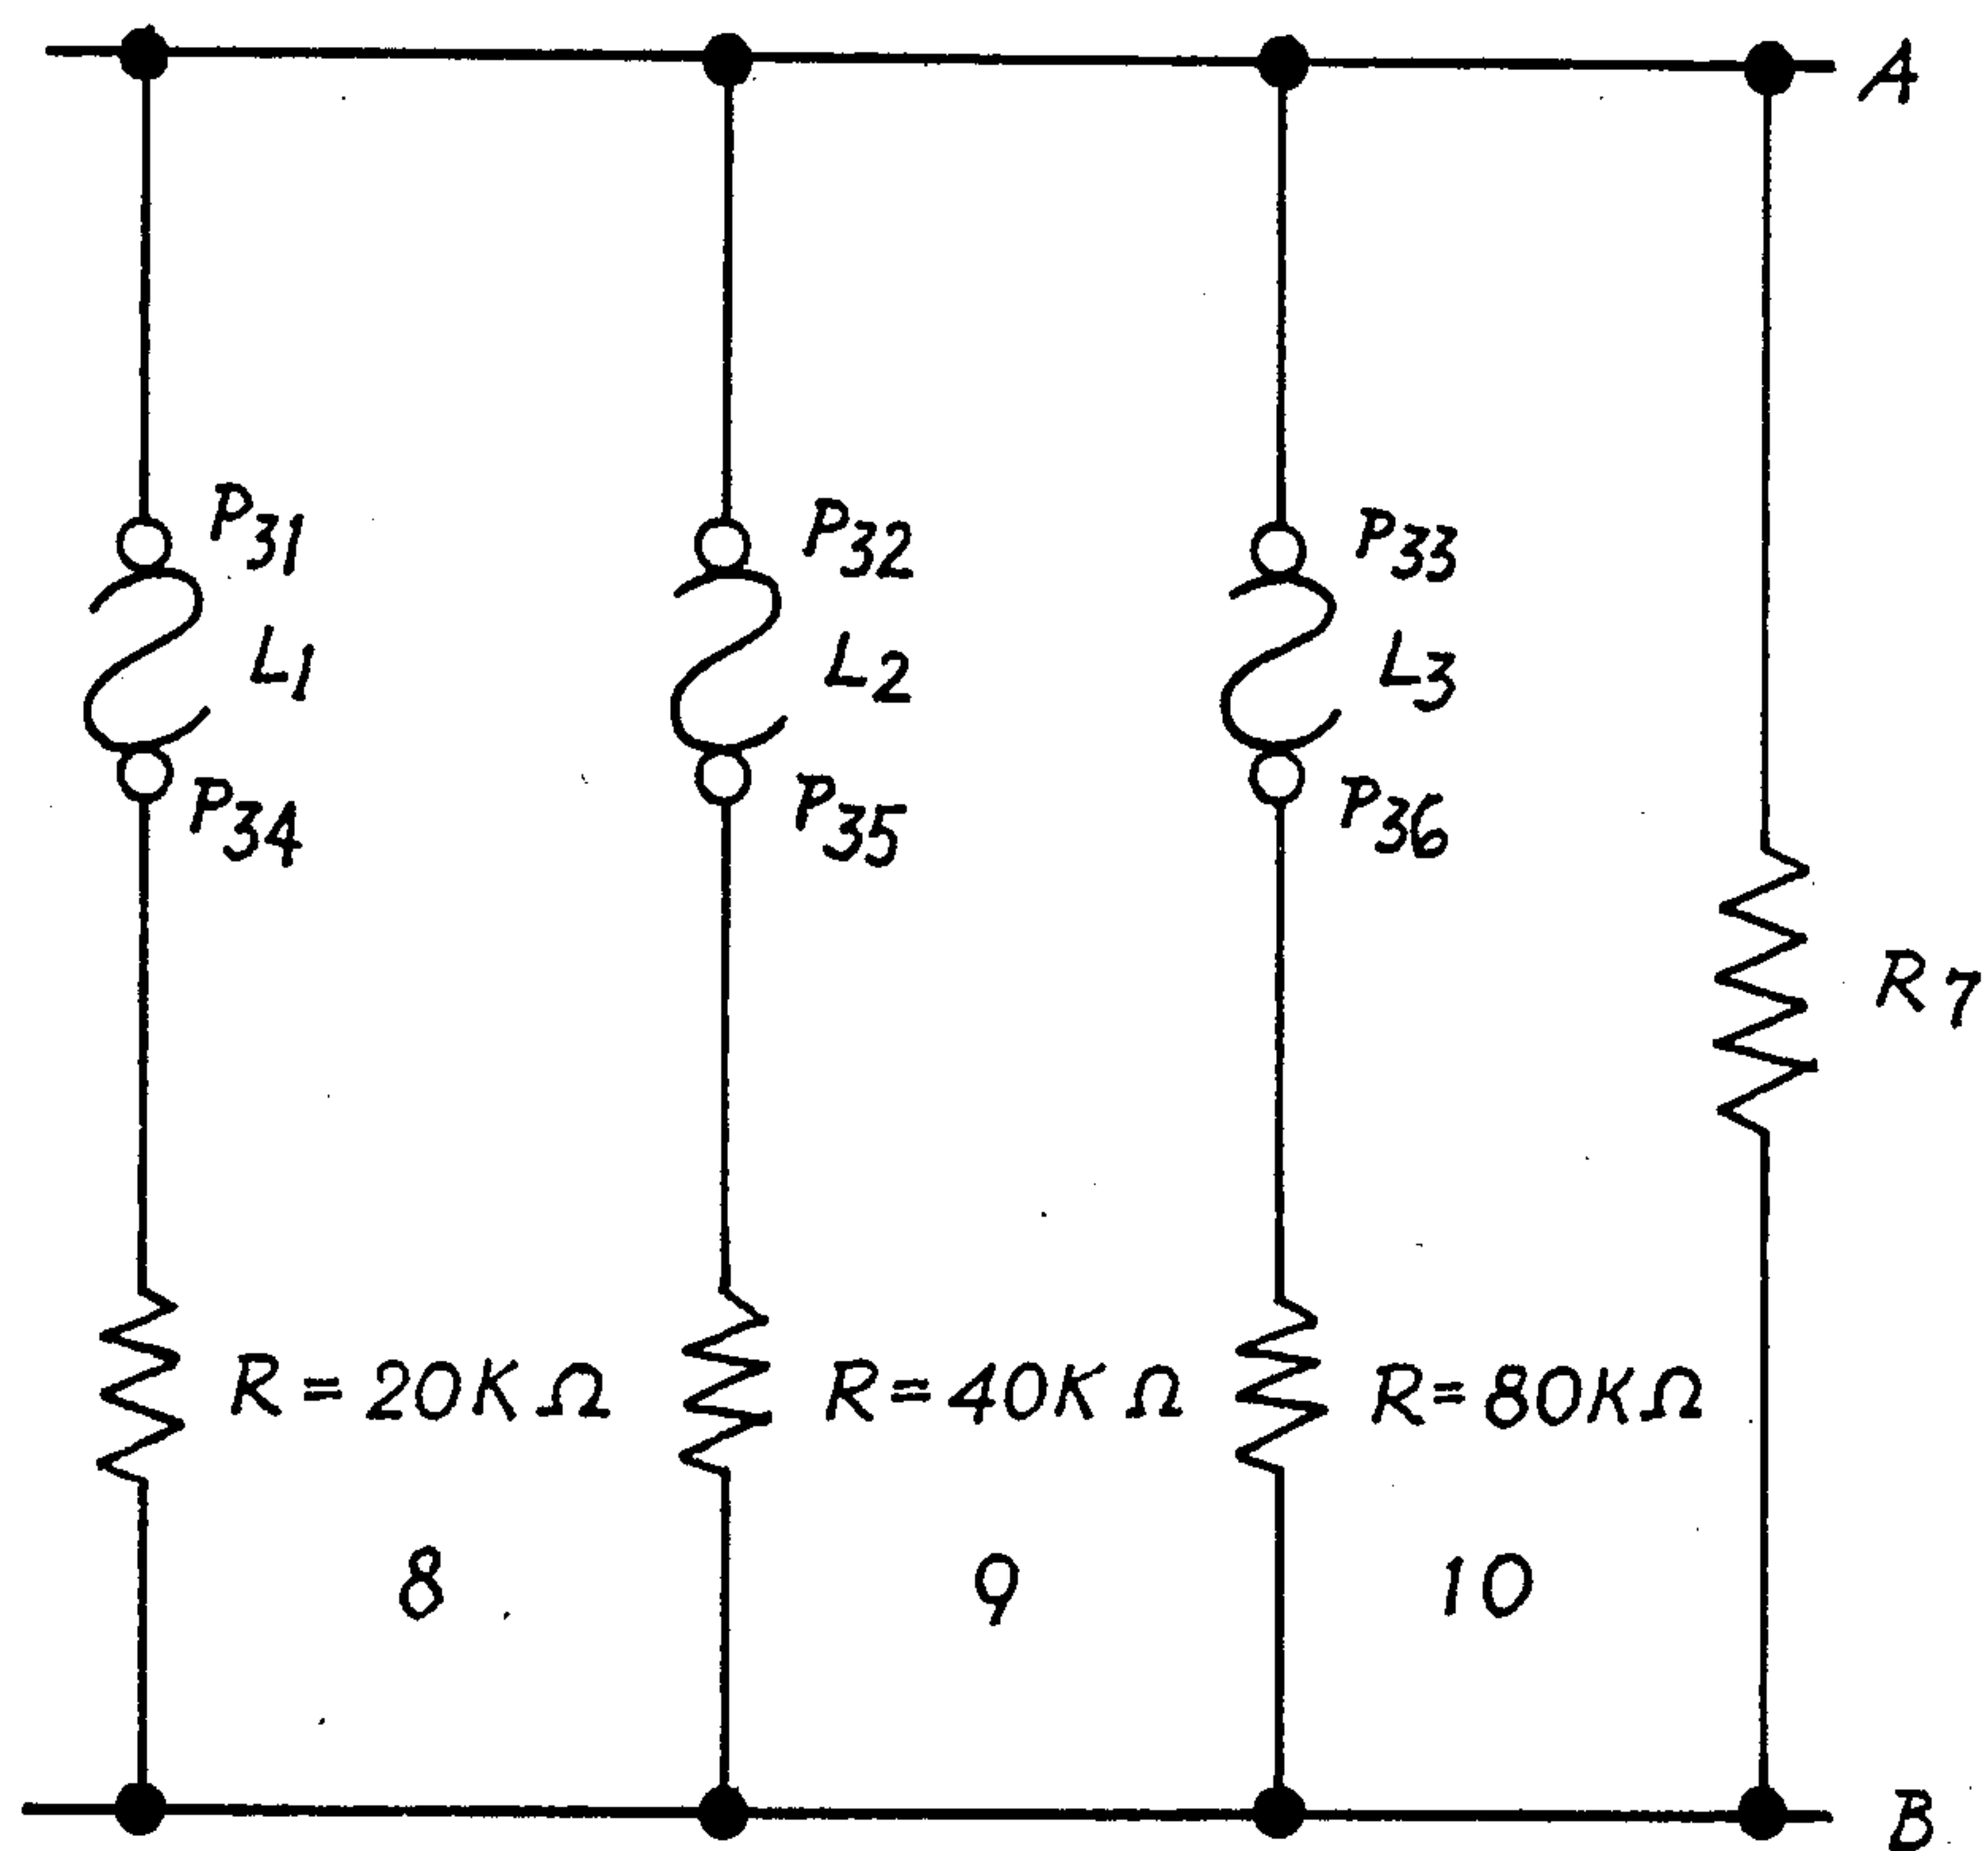 A
P31
P32
P33
L1
L2
L3
P34
P35
P36
R7
R=20KΩ
R=40KΩ
R=80KΩ
8
9
10
B